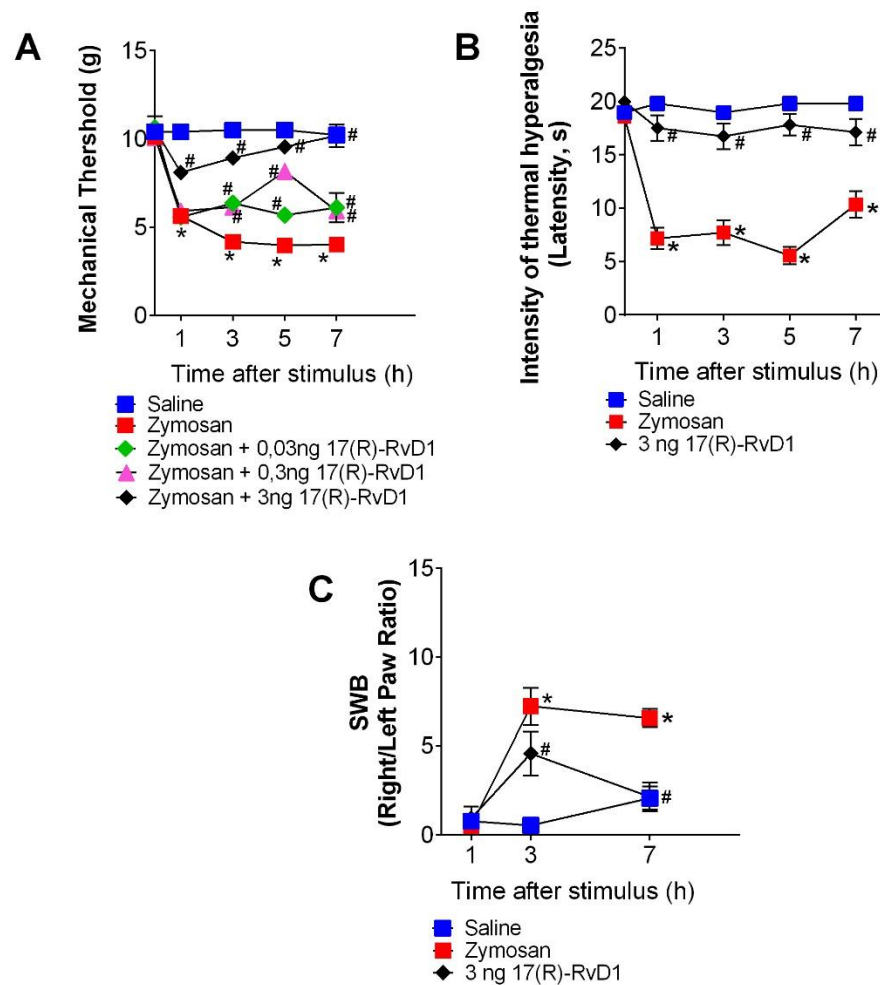 A
Mechanical Thershold (g)
15
10
5
0
# # # #
# # # #
# # #
* * * *
1 3 5 7
Time after stimulus (h)
Saline
Zymosan
Zymosan + 0,03ng 17(R)-RvD1
Zymosan + 0,3ng 17(R)-RvD1
Zymosan + 3ng 17(R)-RvD1
B
Intensity of thermal hyperalgesia
(Latensity, s)
25
20
15
10
5
0
# # # #
* * * *
1 3 5 7
Time after stimulus (h)
Saline
Zymosan
3 ng 17(R)-RvD1
C
SWB
(Right/Left Paw Ratio)
15
10
5
0
* *
# #
1 3 7
Time after stimulus (h)
Saline
Zymosan
3 ng 17(R)-RvD1